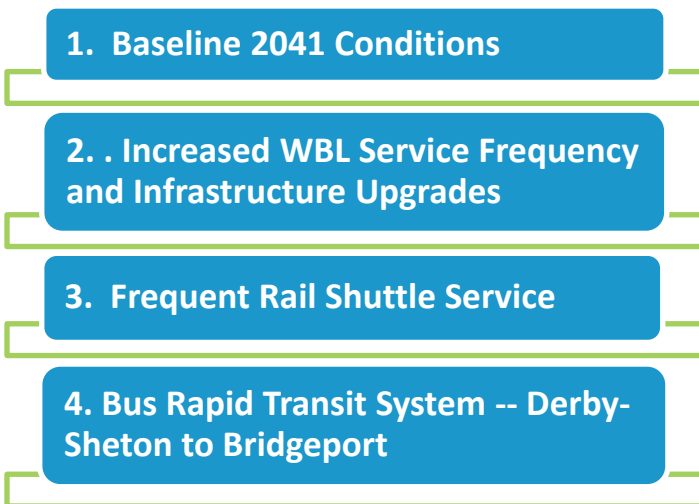 1. Baseline 2041 Conditions
2. . Increased WBL Service Frequency
and Infrastructure Upgrades
3. Frequent Rail Shuttle Service
4. Bus Rapid Transit System -- Derby-
Sheton to Bridgeport